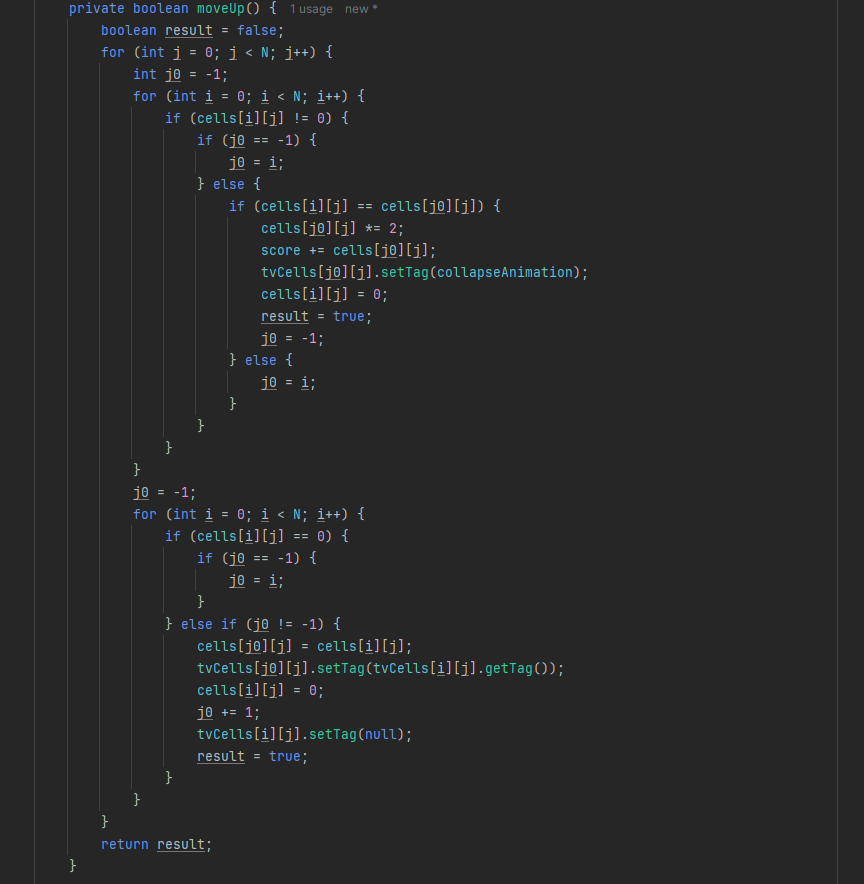 private boolean moveUp() { 1 usage new *
boolean result = false;
for (int j = 0; j < N; j++) {
int j0 = -1;
for (int i = 0; i < N; i++) {
if (cells[i][j] != 0) {
if (j0 == -1) {
j0 = i;
} else {
if (cells[i][j] == cells[j0][j]) {
cells[j0][j] *= 2;
score += cells[j0][j];
tvCells[j0][j].setTag(collapseAnimation);
cells[i][j] = 0;
result = true;
j0 = -1;
} else {
j0 = i;
}
}
}
}
j0 = -1;
for (int i = 0; i < N; i++) {
if (cells[i][j] == 0) {
if (j0 == -1) {
j0 = i;
}
} else if (j0 != -1) {
cells[j0][j] = cells[i][j];
tvCells[j0][j].setTag(tvCells[i][j].getTag());
cells[i][j] = 0;
j0 += 1;
tvCells[i][j].setTag(null);
result = true;
}
}
}
return result;
}